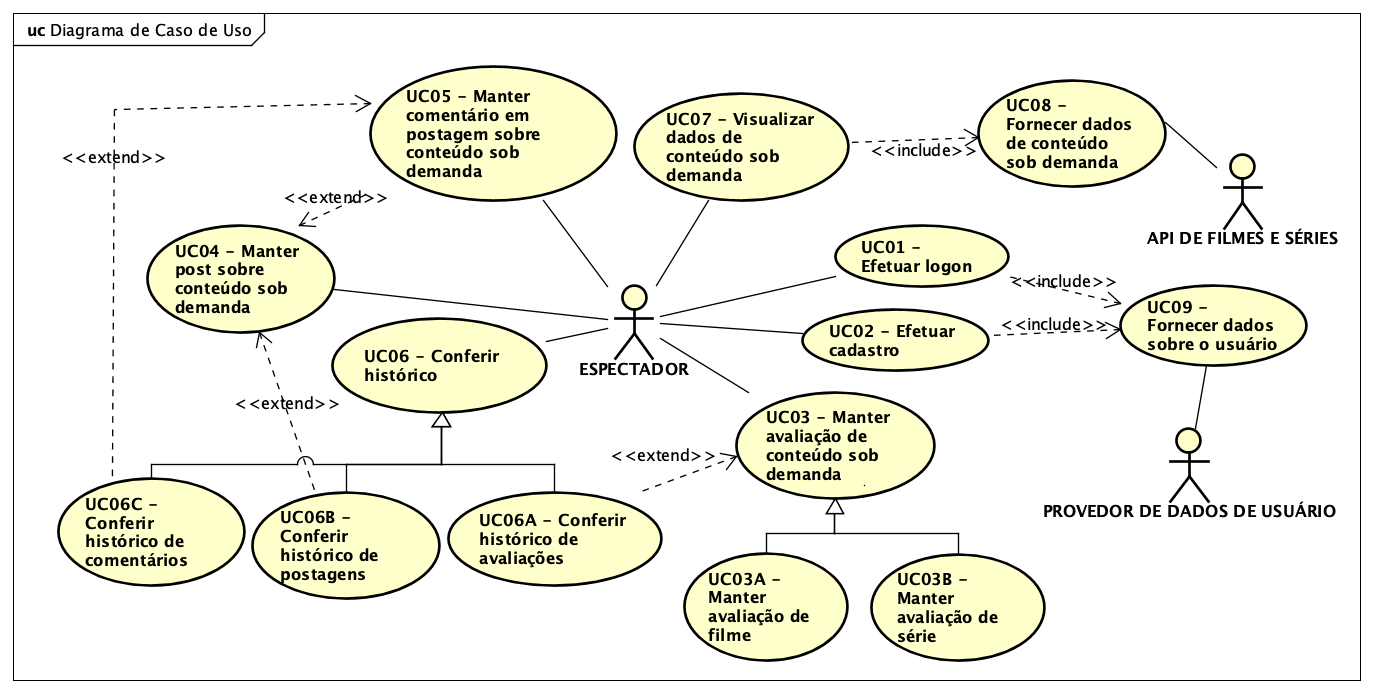 uc Diagrama de Caso de Uso
UC05 – Manter
comentário em
postagem sobre
conteúdo sob
demanda
UC07 – Visualizar
dados de
conteúdo sob
demanda
UC08 –
Fornecer dados
de conteúdo
sob demanda
<<include>>
<<extend>>
<<extend>>
API DE FILMES E SÉRIES
UC04 – Manter
post sobre
conteúdo sob
demanda
UC01 –
Efetuar logon
<<include>>
UC09 –
Fornecer dados
sobre o usuário
UC02 – Efetuar
cadastro
<<include>>
ESPECTADOR
UC06 – Conferir
histórico
<<extend>>
UC03 – Manter
avaliação de
conteúdo sob
demanda
<<extend>>
PROVEDOR DE DADOS DE USUÁRIO
UC06C –
Conferir
histórico de
comentários
UC06B –
Conferir
histórico de
postagens
UC06A – Conferir
histórico de
avaliações
UC03A –
Manter
avaliação de
filme
UC03B –
Manter
avaliação de
série